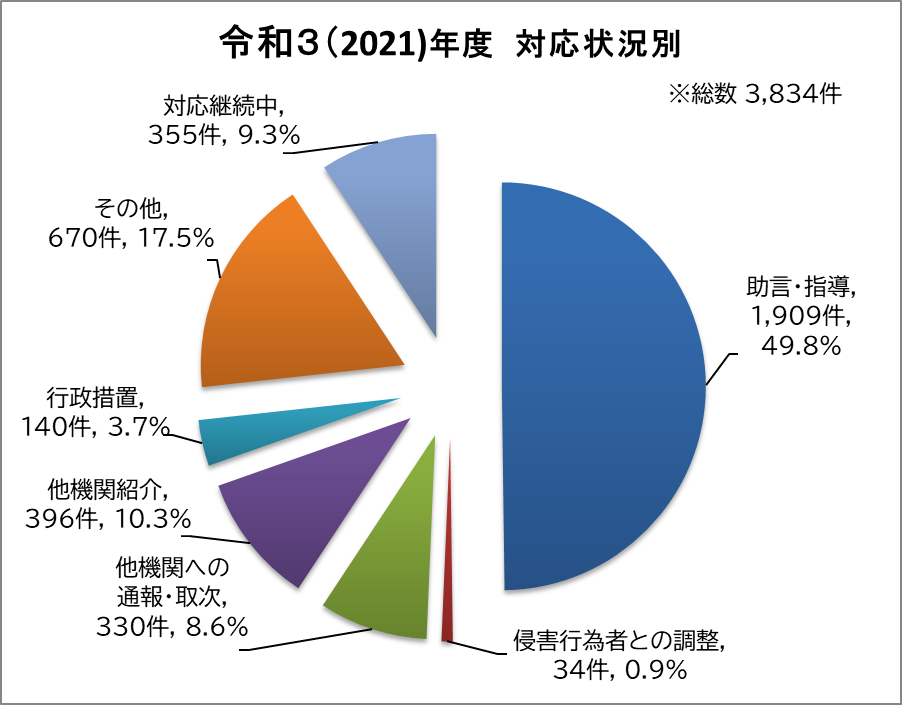 令和３（2021)年度　対応状況別
※総数 3,834件
対応継続中,
355件, 9.3%
その他,
670件, 17.5%
助言・指導,
1,909件,
49.8%
行政措置,
140件, 3.7%
他機関紹介,
396件, 10.3%
他機関への
通報・取次,
330件, 8.6%
侵害行為者との調整,
34件, 0.9%